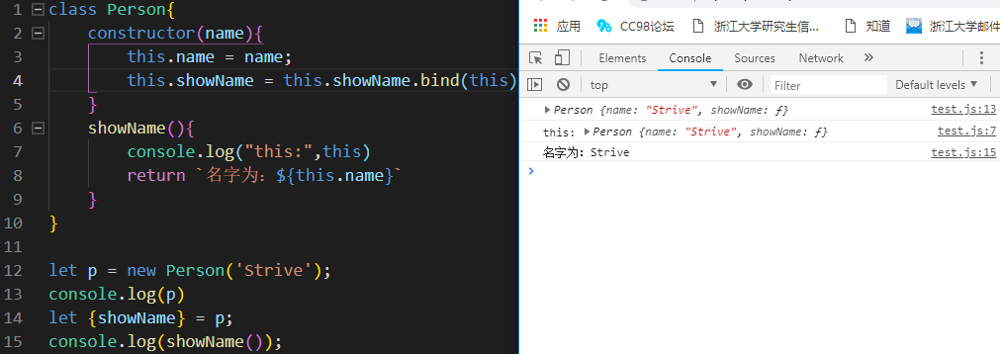 1 class Person{
2 constructor(name){
3 this.name = name;
4 this.showName = this.showName.bind(this)
5 }
6 showName(){
7 console.log("this:",this)
8 return `名字为：${this.name}`
9 }
10 }
11
12 let p = new Person('Strive');
13 console.log(p)
14 let {showName} = p;
15 console.log(showName());
应用 CC98论坛 浙江大学研究生信... 知道 浙江大学邮件
Elements Console Sources Network »
top Filter Default levels
Person {name: "Strive", showName: ƒ} test.js:13
this: Person {name: "Strive", showName: ƒ} test.js:7
名字为：Strive test.js:15
›